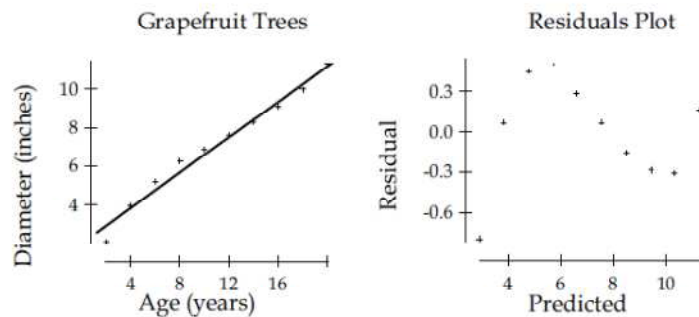 Grapefruit Trees
Diameter (inches)
10
8
6
4
4 8 12 16
Age (years)
Residuals Plot
Residual
0.3
0.0
-0.3
-0.6
4 6 8 10
Predicted